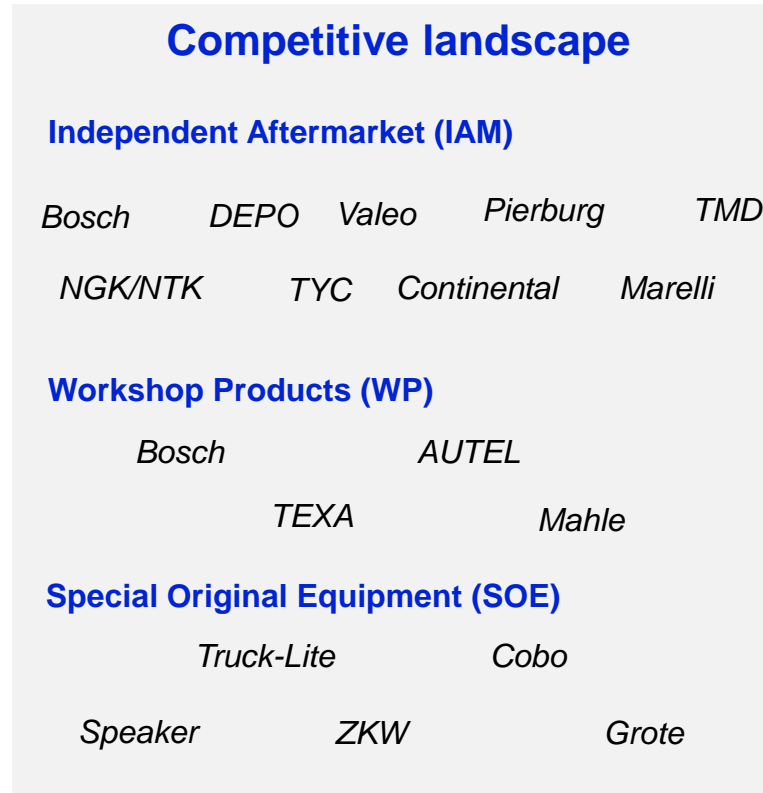 Competitive landscape
Independent Aftermarket (IAM)
Bosch DEPO Valeo Pierburg TMD
NGK/NTK TYC Continental Marelli
Workshop Products (WP)
Bosch AUTEL
TEXA Mahle
Special Original Equipment (SOE)
Truck-Lite Cobo
Speaker ZKW Grote